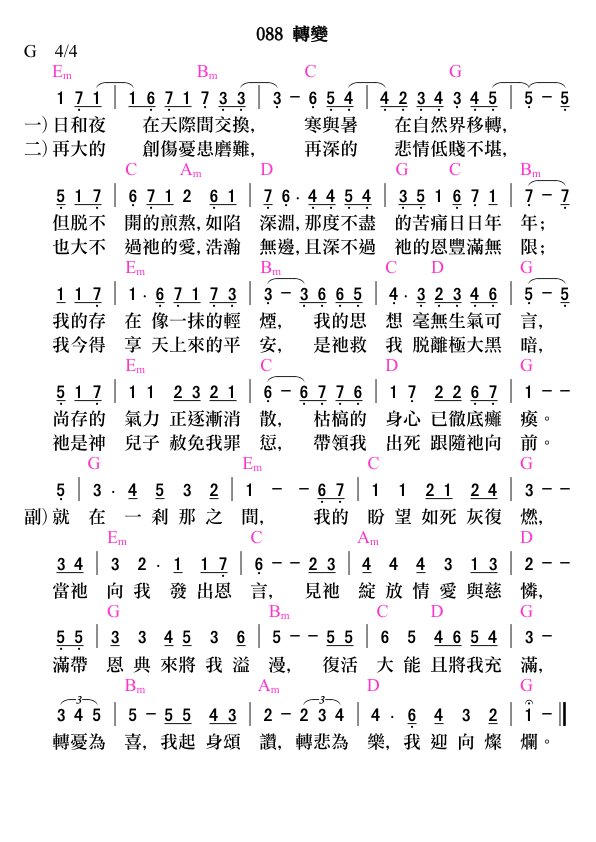 088 轉變
G 4/4
Em Bm C G
1 7 1 | 1 6 7 1 7 3 3 | 3 – 6 5 4 | 4 2 3 4 3 4 5 | 5 – 5
一) 日和夜 在天際間交換, 寒與暑 在自然界移轉,
二) 再大的 創傷憂患磨難, 再深的 悲情低賤不堪,
C Am D G C Bm
5 1 7 | 6 7 1 2 6 1 | 7 6 · 4 4 5 4 | 3 5 1 6 7 1 | 7 – 7
但脫不 開的煎熬, 如陷 深淵, 那度不盡 的苦痛日日年 年;
也大不 過祂的愛, 浩瀚 無邊, 且深不過 祂的恩豐滿無 限;
Em Bm C D G
1 1 7 | 1 · 6 7 1 7 3 | 3 – 3 6 6 5 | 4 · 3 2 3 4 6 | 5 – 5
我的存 在 像一抹的輕 煙, 我的思 想 毫無生氣可 言,
我今得 享 天上來的平 安, 是祂救 我 脫離極大黑 暗,
Em C D G
5 1 7 | 1 1 2 3 2 1 | 6 – 6 7 7 6 | 1 7 2 2 6 7 | 1 – –
尚存的 氣力 正逐漸消 散, 枯槁的 身心 已徹底癱 瘓。
祂是神 兒子 赦免我罪 愆, 帶領我 出死 跟隨祂向 前。
G Em C G
5 | 3 · 4 5 3 2 | 1 – – 6 7 | 1 1 2 1 2 4 | 3 – –
副) 就 在 一 剎 那 之 間, 我的 盼 望 如死 灰復 燃,
Em C Am D
3 4 | 3 2 · 1 1 7 | 6 – – 2 3 | 4 4 4 3 1 3 | 2 – –
當祂 向 我 發 出恩 言, 見祂 綻 放 情 愛 與慈 憐,
G Bm C D G
5 5 | 3 3 4 5 3 6 | 5 – – 5 5 | 6 5 4 6 5 4 | 3 –
滿帶 恩 典 來將 我 溢 漫, 復活 大 能 且將 我充 滿,
Bm Am D G
3 4 5 | 5 – 5 5 4 3 | 2 – 2 3 4 | 4 · 6 4 3 2 | 1 –
轉憂為 喜, 我起 身頌 讚, 轉悲為 樂, 我 迎 向 燦 爛。